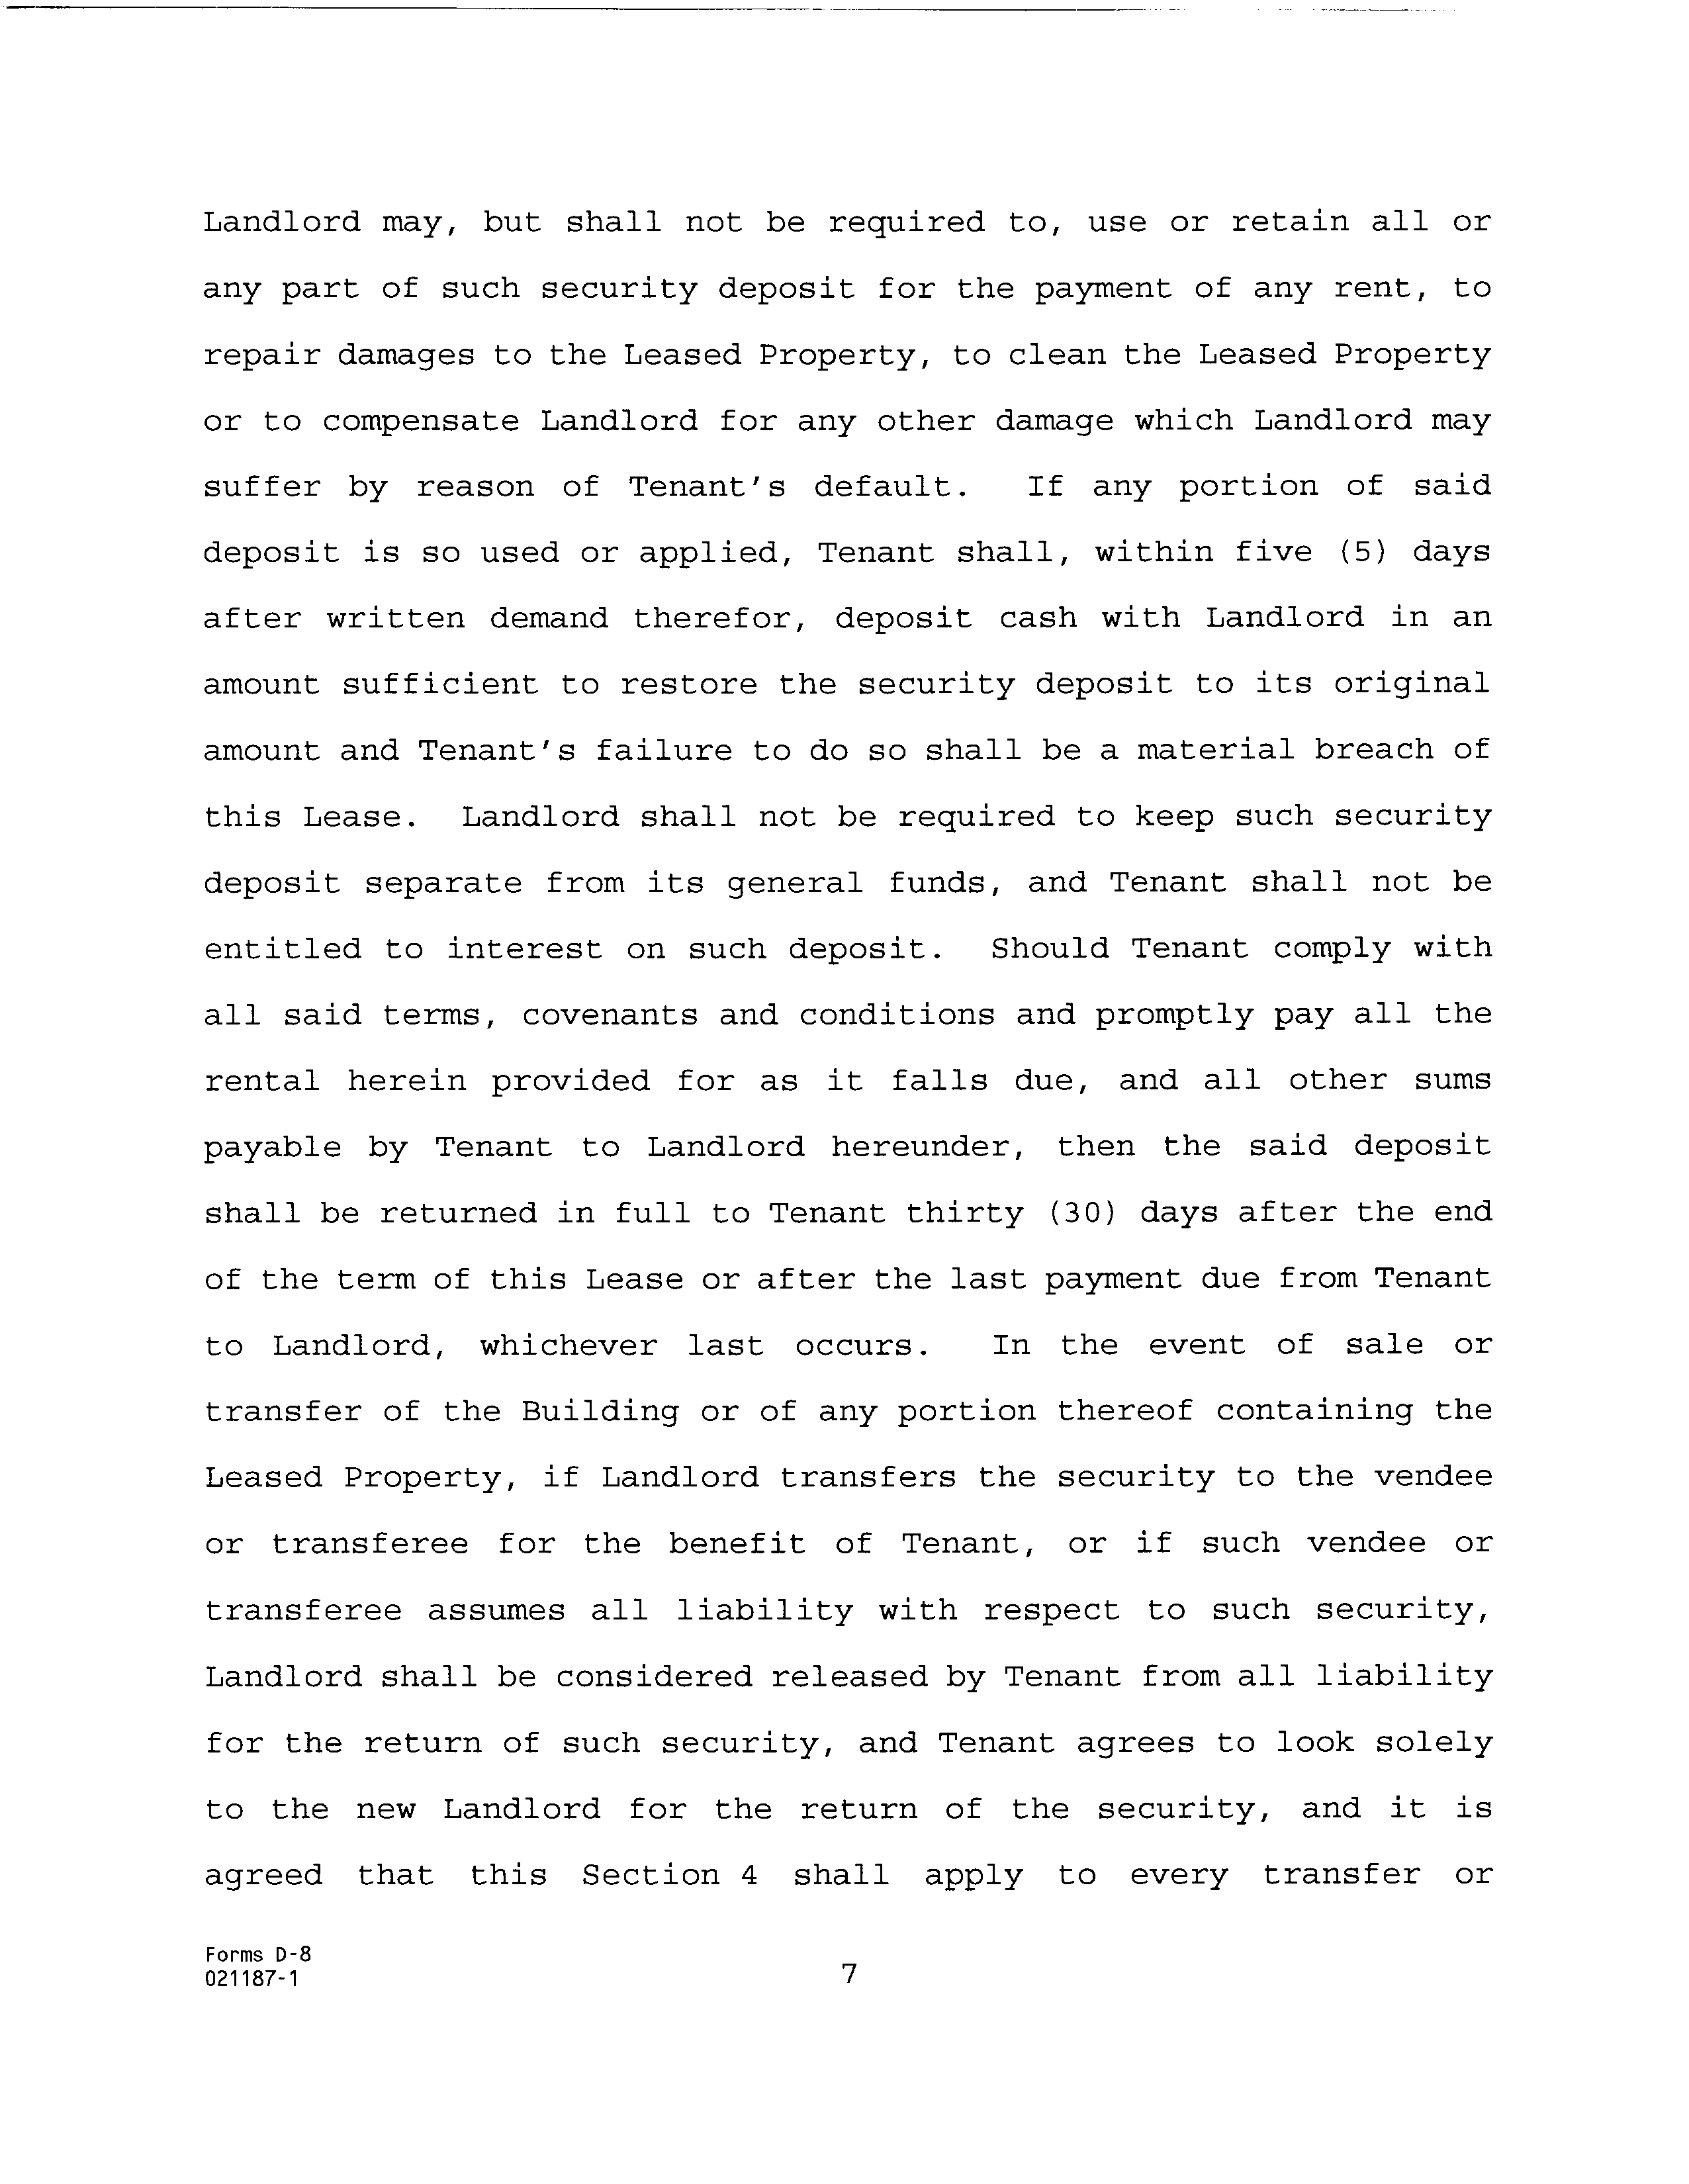 Landlord may, but shall not be required to, use or retain all or
any part of such security deposit for the payment of any rent, to
repair damages to the Leased Property, to clean the Leased Property
or to compensate Landlord for any other damage which Landlord may
suffer by reason of Tenant's default. If any portion of said
deposit is so used or applied, Tenant shall, within five (5) days
after written demand therefor, deposit cash with Landlord in an
amount sufficient to restore the security deposit to its original
amount and Tenant's failure to do so shall be a material breach of
this Lease. Landlord shall not be required to keep such security
deposit separate from its general funds, and Tenant shall not be
entitled to interest on such deposit. Should Tenant comply with
all said terms, covenants and conditions and promptly pay all the
rental herein provided for as it falls due, and all other sums
payable by Tenant to Landlord hereunder, then the said deposit
shall be returned in full to Tenant thirty (30) days after the end
of the term of this Lease or after the last payment due from Tenant
to Landlord, whichever last occurs. In the event of sale or
transfer of the Building or of any portion thereof containing the
Leased Property, if Landlord transfers the security to the vendee
or transferee for the benefit of Tenant, or if such vendee or
transferee assumes all liability with respect to such security,
Landlord shall be considered released by Tenant from all liability
for the return of such security, and Tenant agrees to look solely
to the new Landlord for the return of the security, and it is
agreed that this Section 4 shall apply to every transfer or
Forms D-8
021187-1
7